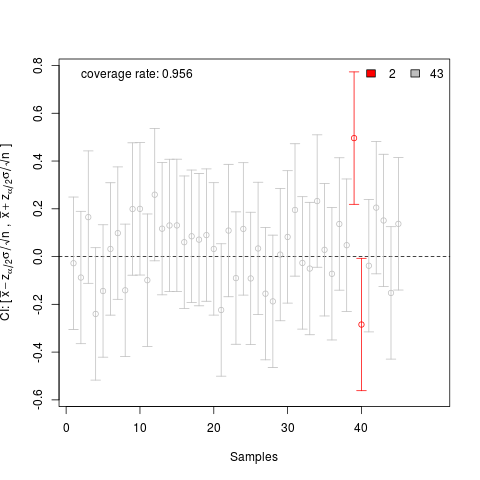 coverage rate: 0.956
2
43
CI: [ x̅ − zα/2σ/√n , x̅ + zα/2σ/√n ]
0.8
0.6
0.4
0.2
0.0
-0.2
-0.4
-0.6
0 10 20 30 40
Samples